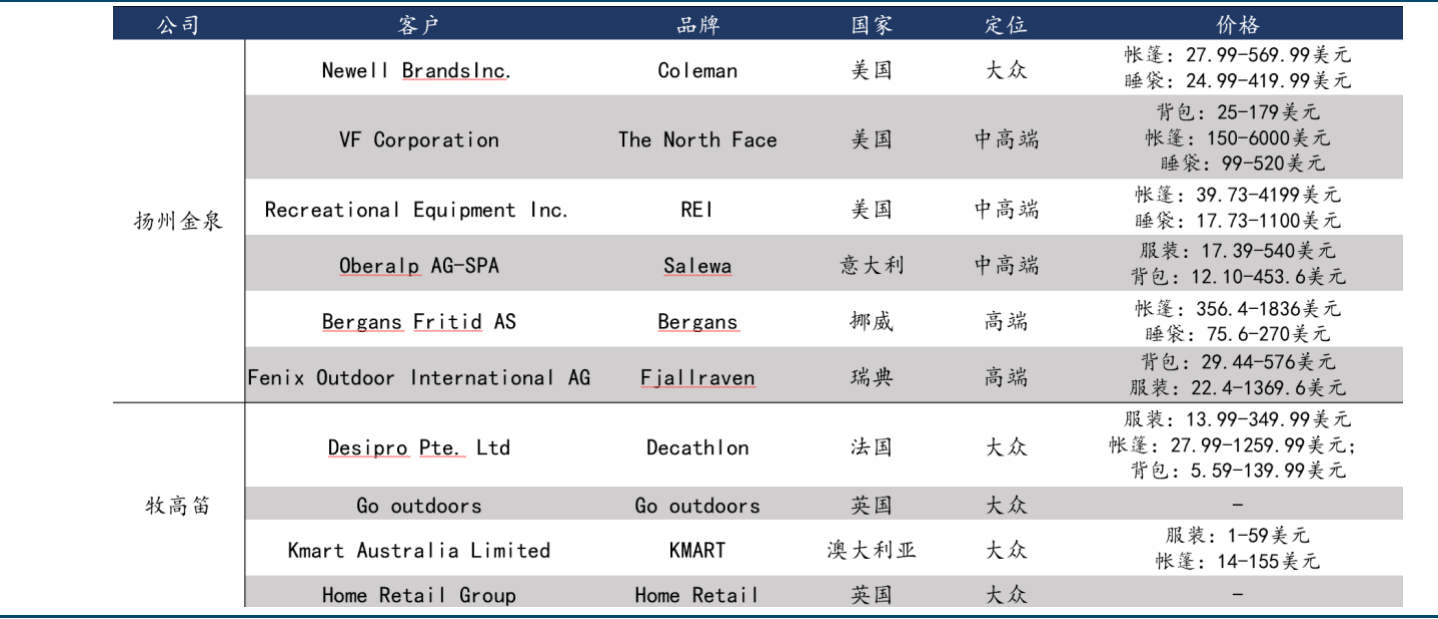 公司 客户 品牌 国家 定位 价格
扬州金泉
Newell BrandsInc. Coleman 美国 大众
帐篷：27.99-569.99美元
睡袋：24.99-419.99美元
VF Corporation The North Face 美国 中高端
背包：25-179美元
帐篷：150-6000美元
睡袋：99-520美元
Recreational Equipment Inc. REI 美国 中高端
帐篷：39.73-4199美元
睡袋：17.73-1100美元
Oberalp AG-SPA Salewa 意大利 中高端
服装：17.39-540美元
背包：12.10-453.6美元
Bergans Fritid AS Bergans 挪威 高端
帐篷：356.4-1836美元
睡袋：75.6-270美元
Fenix Outdoor International AG Fjallraven 瑞典 高端
背包：29.44-576美元
服装：22.4-1369.6美元
牧高笛
Desipro Pte. Ltd Decathlon 法国 大众
服装：13.99-349.99美元
帐篷：27.99-1259.99美元;
背包：5.59-139.99美元
Go outdoors Go outdoors 英国 大众 -
Kmart Australia Limited KMART 澳大利亚 大众
服装：1-59美元
帐篷：14-155美元
Home Retail Group Home Retail 英国 大众 -